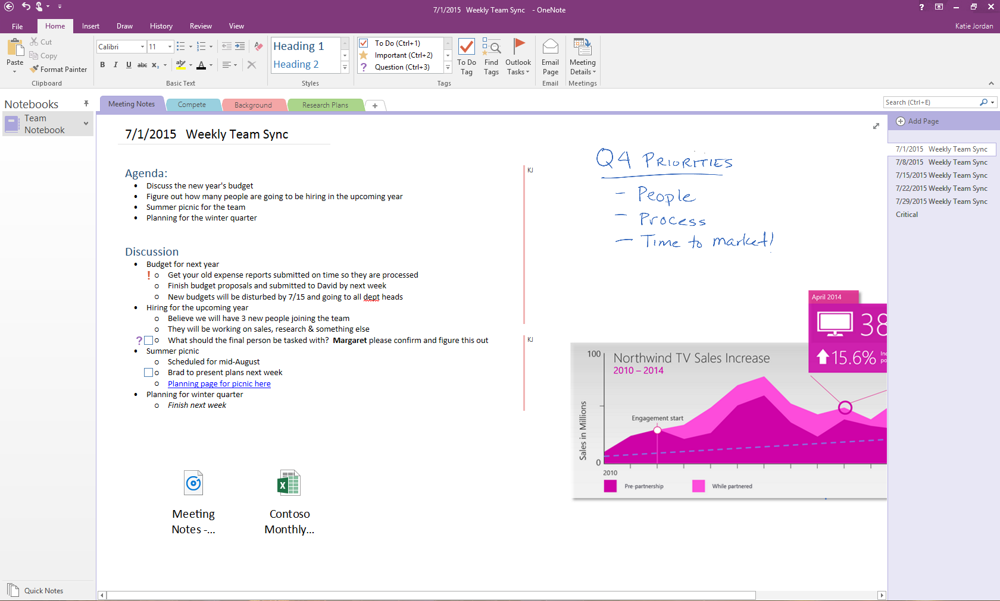 7/1/2015 Weekly Team Sync - OneNote
?
File Home Insert Draw History Review View
Katie Jordan
Paste
Cut
Copy
Format Painter
Clipboard
Calibri 11
B I U abc x₂ A
Basic Text
Heading 1
Heading 2
Styles
To Do (Ctrl+1)
Important (Ctrl+2)
? Question (Ctrl+3)
To Do Tag
Find Tags
Outlook Tasks
Tags
Email Page
Email
Meeting Details
Meetings
Notebooks
Team Notebook
Meeting Notes Compete Background Research Plans +
Search (Ctrl+E)
7/1/2015 Weekly Team Sync
Agenda:
• Discuss the new year's budget
• Figure out how many people are going to be hiring in the upcoming year
• Summer picnic for the team
• Planning for the winter quarter
Discussion
• Budget for next year
! o Get your old expense reports submitted on time so they are processed
o Finish budget proposals and submitted to David by next week
o New budgets will be disturbed by 7/15 and going to all dept heads
• Hiring for the upcoming year
o Believe we will have 3 new people joining the team
o They will be working on sales, research & something else
? o What should the final person be tasked with? Margaret please confirm and figure this out
• Summer picnic
o Scheduled for mid-August
o Brad to present plans next week
o Planning page for picnic here
• Planning for winter quarter
o Finish next week
KJ
KJ
Meeting
Notes -...
Contoso
Monthly...
Q4 PRIORITIES
- People
- Process
- Time to market!
April 2014
38
15.6%
Northwind TV Sales Increase
2010 – 2014
100
Sales in Millions
Engagement start
0
2010
Pre-partnership While partnered
Add Page
7/1/2015 Weekly Team Sync
7/8/2015 Weekly Team Sync
7/15/2015 Weekly Team Sync
7/22/2015 Weekly Team Sync
7/29/2015 Weekly Team Sync
Critical
Quick Notes